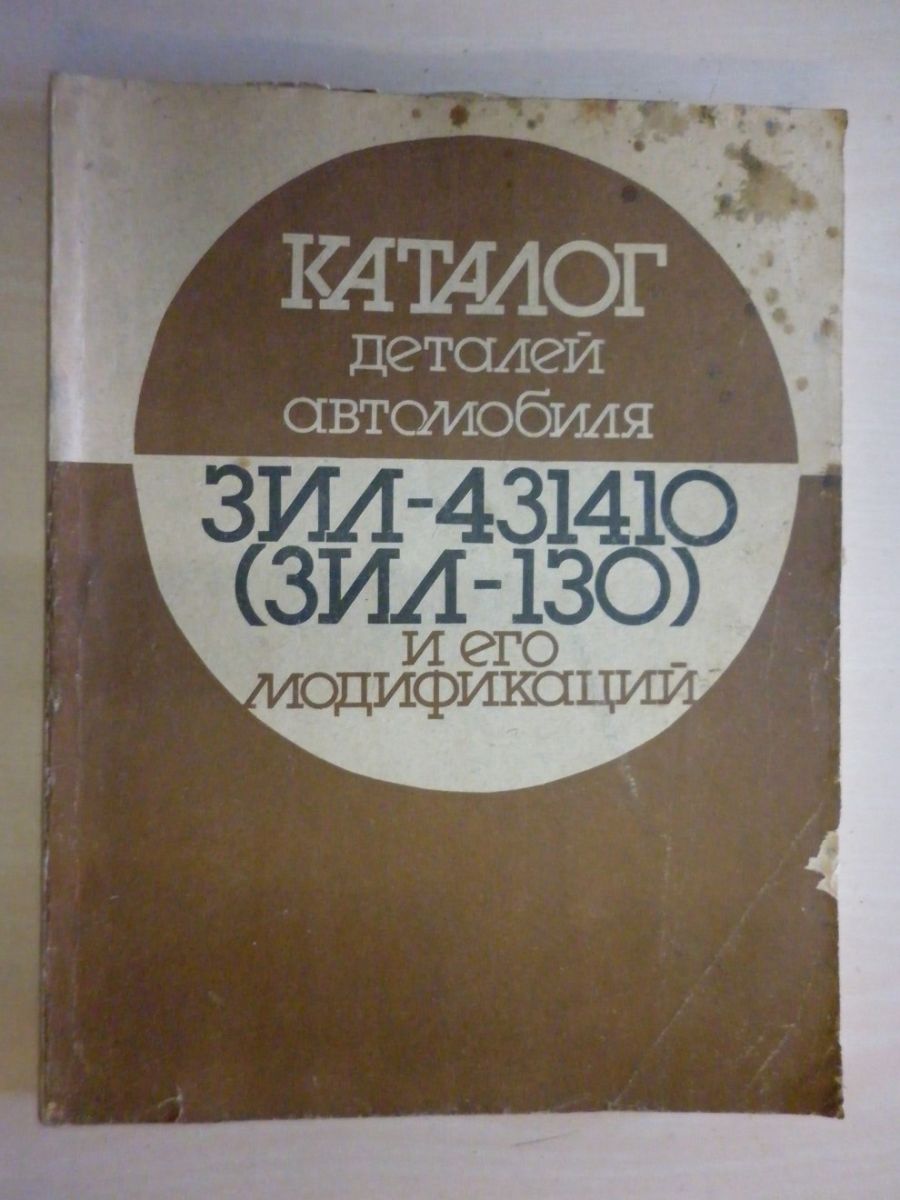 КАТАЛОГ
деталей
автомобиля
ЗИЛ-431410
(ЗИЛ-130)
и его
модификаций